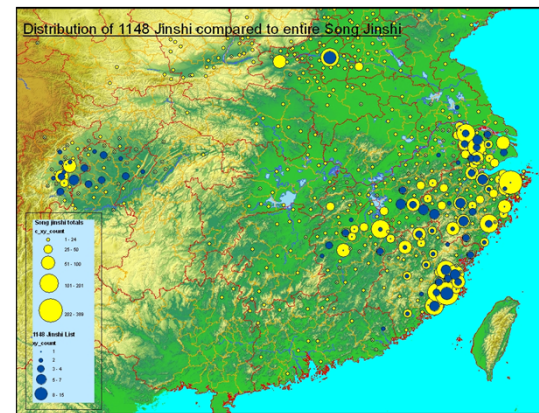 Distribution of 1148 Jinshi compared to entire Song Jinshi
Song jinshi totals
c_xy_count
1 - 24
25 - 50
51 - 100
101 - 201
202 - 359
1148 Jinshi List
xy_count
1
2
3 - 4
5 - 7
8 - 15